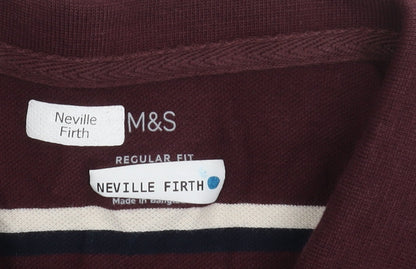 Neville
Firth
M&S
REGULAR FIT
NEVILLE FIRTH
Made in